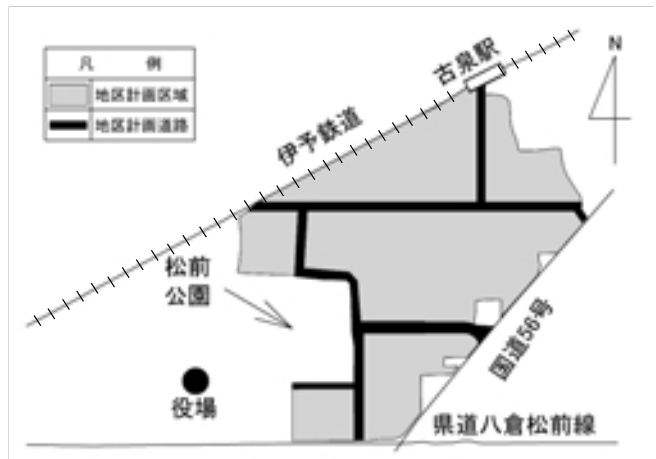 凡 例
地区計画区域
地区計画道路
古泉駅
N
伊予鉄道
松前
公園
国道56号
役場
県道八倉松前線